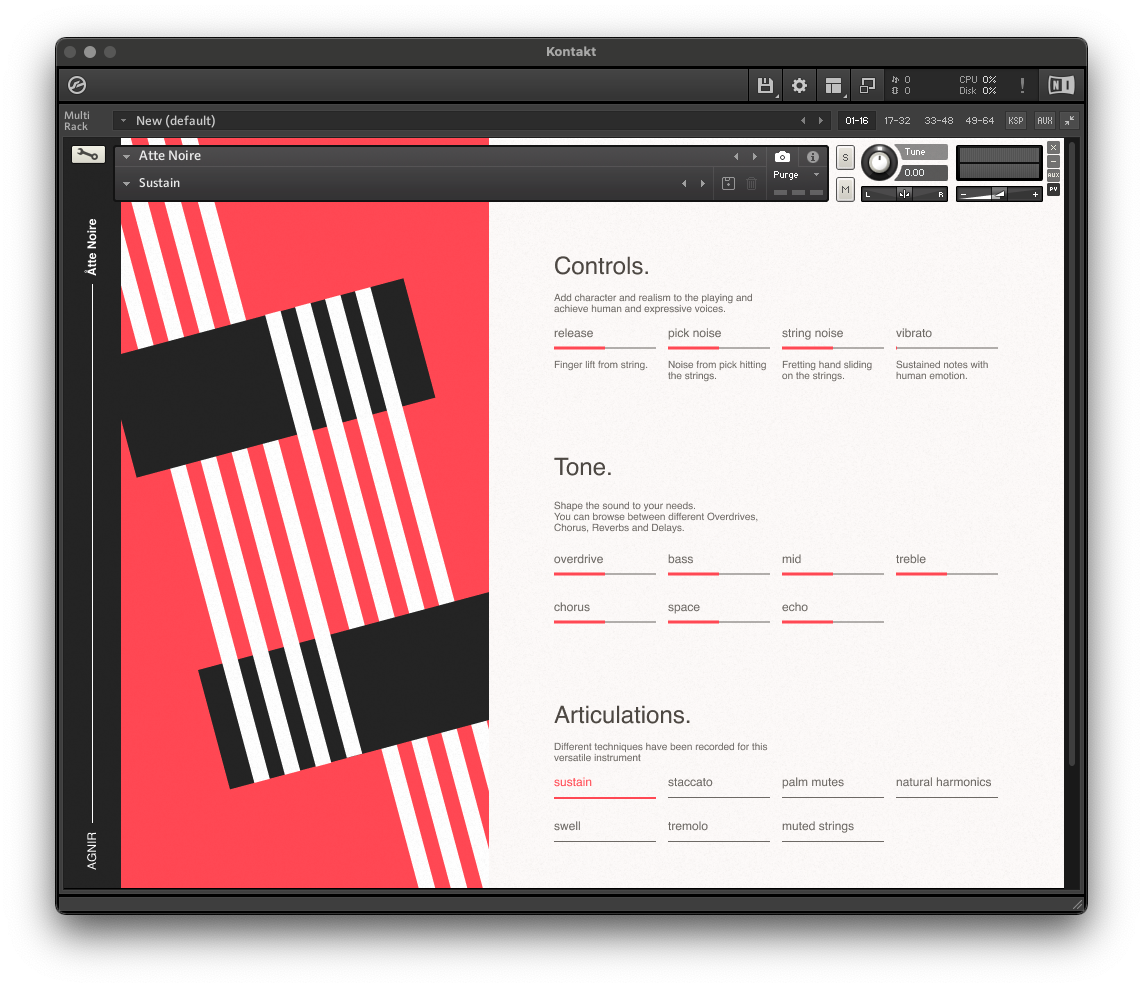 Kontakt
0
0
CPU 0%
Disk 0%
!
NI
Multi
Rack
New (default)
01-16
17-32
33-48
49-64
KSP
AUX
Åtte Noire
AGNIR
Atte Noire
Sustain
i
Purge
S
M
Tune
0.00
L
R
-
+
x
-
AUX
PV
Controls.
Add character and realism to the playing and
achieve human and expressive voices.
release
pick noise
string noise
vibrato
Finger lift from string.
Noise from pick hitting
the strings.
Fretting hand sliding
on the strings.
Sustained notes with
human emotion.
Tone.
Shape the sound to your needs.
You can browse between different Overdrives,
Chorus, Reverbs and Delays.
overdrive
bass
mid
treble
chorus
space
echo
Articulations.
Different techniques have been recorded for this
versatile instrument
sustain
staccato
palm mutes
natural harmonics
swell
tremolo
muted strings